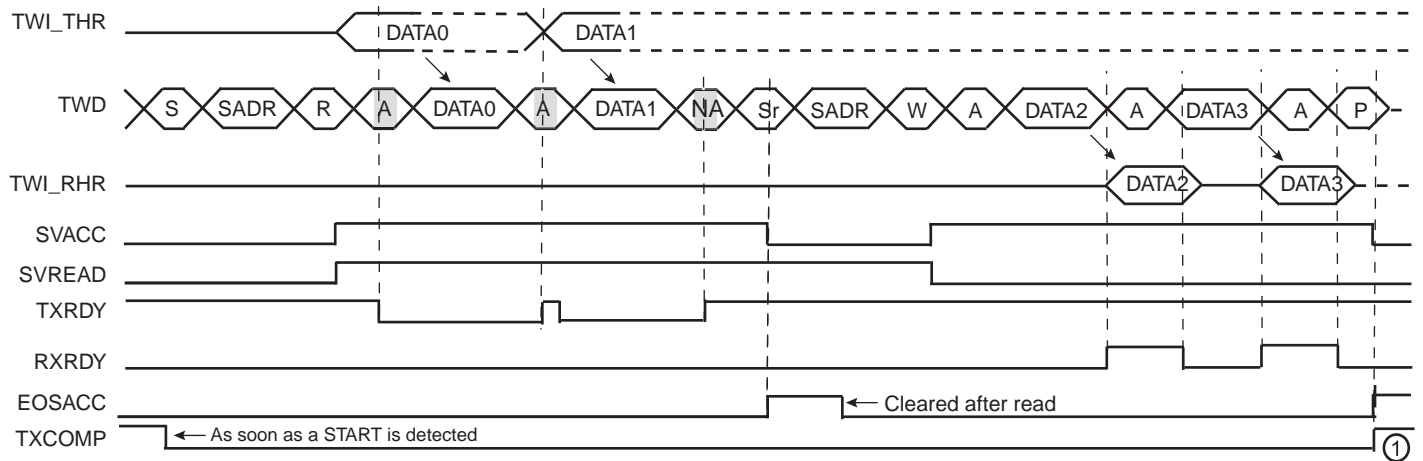 TWI_THR DATA0 DATA1
TWD S SADR R A DATA0 A DATA1 NA Sr SADR W A DATA2 A DATA3 A P
TWI_RHR DATA2 DATA3
SVACC
SVREAD
TXRDY
RXRDY
EOSACC Cleared after read
TXCOMP As soon as a START is detected 1